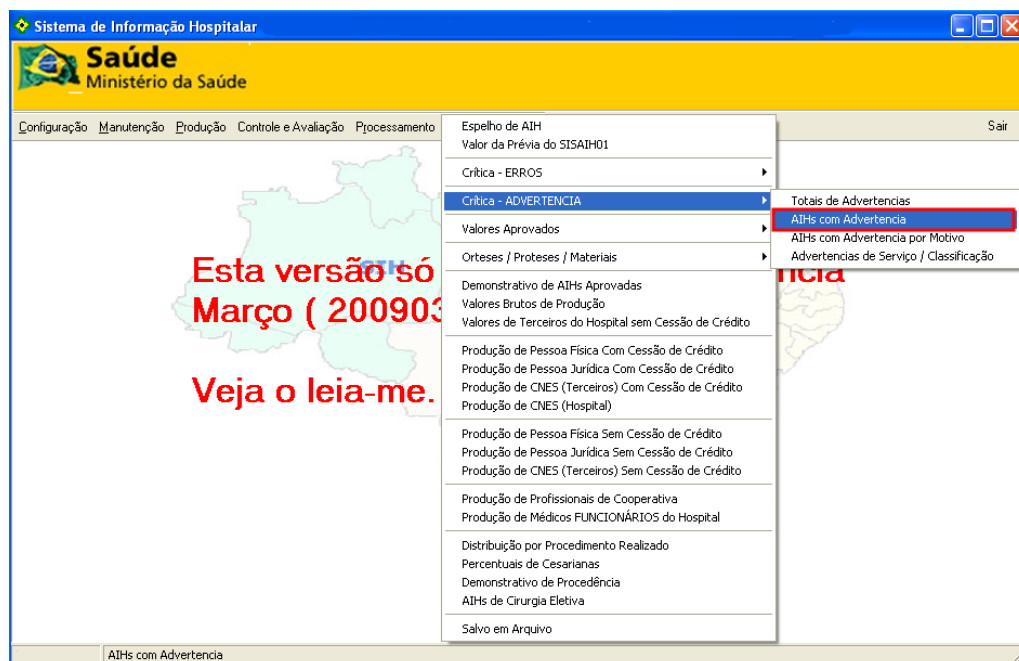 Sistema de Informação Hospitalar
Saúde
Ministério da Saúde
Configuração Manutenção Produção Controle e Avaliação Processamento
Sair
Espelho de AIH
Valor da Prévia do SISAIH01
Crítica - ERROS
Crítica - ADVERTENCIA
Valores Aprovados
Orteses / Proteses / Materiais
Demonstrativo de AIHs Aprovadas
Valores Brutos de Produção
Valores de Terceiros do Hospital sem Cessão de Crédito
Produção de Pessoa Física Com Cessão de Crédito
Produção de Pessoa Jurídica Com Cessão de Crédito
Produção de CNES (Terceiros) Com Cessão de Crédito
Produção de CNES (Hospital)
Produção de Pessoa Física Sem Cessão de Crédito
Produção de Pessoa Jurídica Sem Cessão de Crédito
Produção de CNES (Terceiros) Sem Cessão de Crédito
Produção de Profissionais de Cooperativa
Produção de Médicos FUNCIONÁRIOS do Hospital
Distribuição por Procedimento Realizado
Percentuais de Cesarianas
Demonstrativo de Procedência
AIHs de Cirurgia Eletiva
Salvo em Arquivo
Totais de Advertencias
AIHs com Advertencia
AIHs com Advertencia por Motivo
Advertencias de Serviço / Classificação
Esta versão só
Março ( 200903
Veja o leia-me.
AIHs com Advertencia